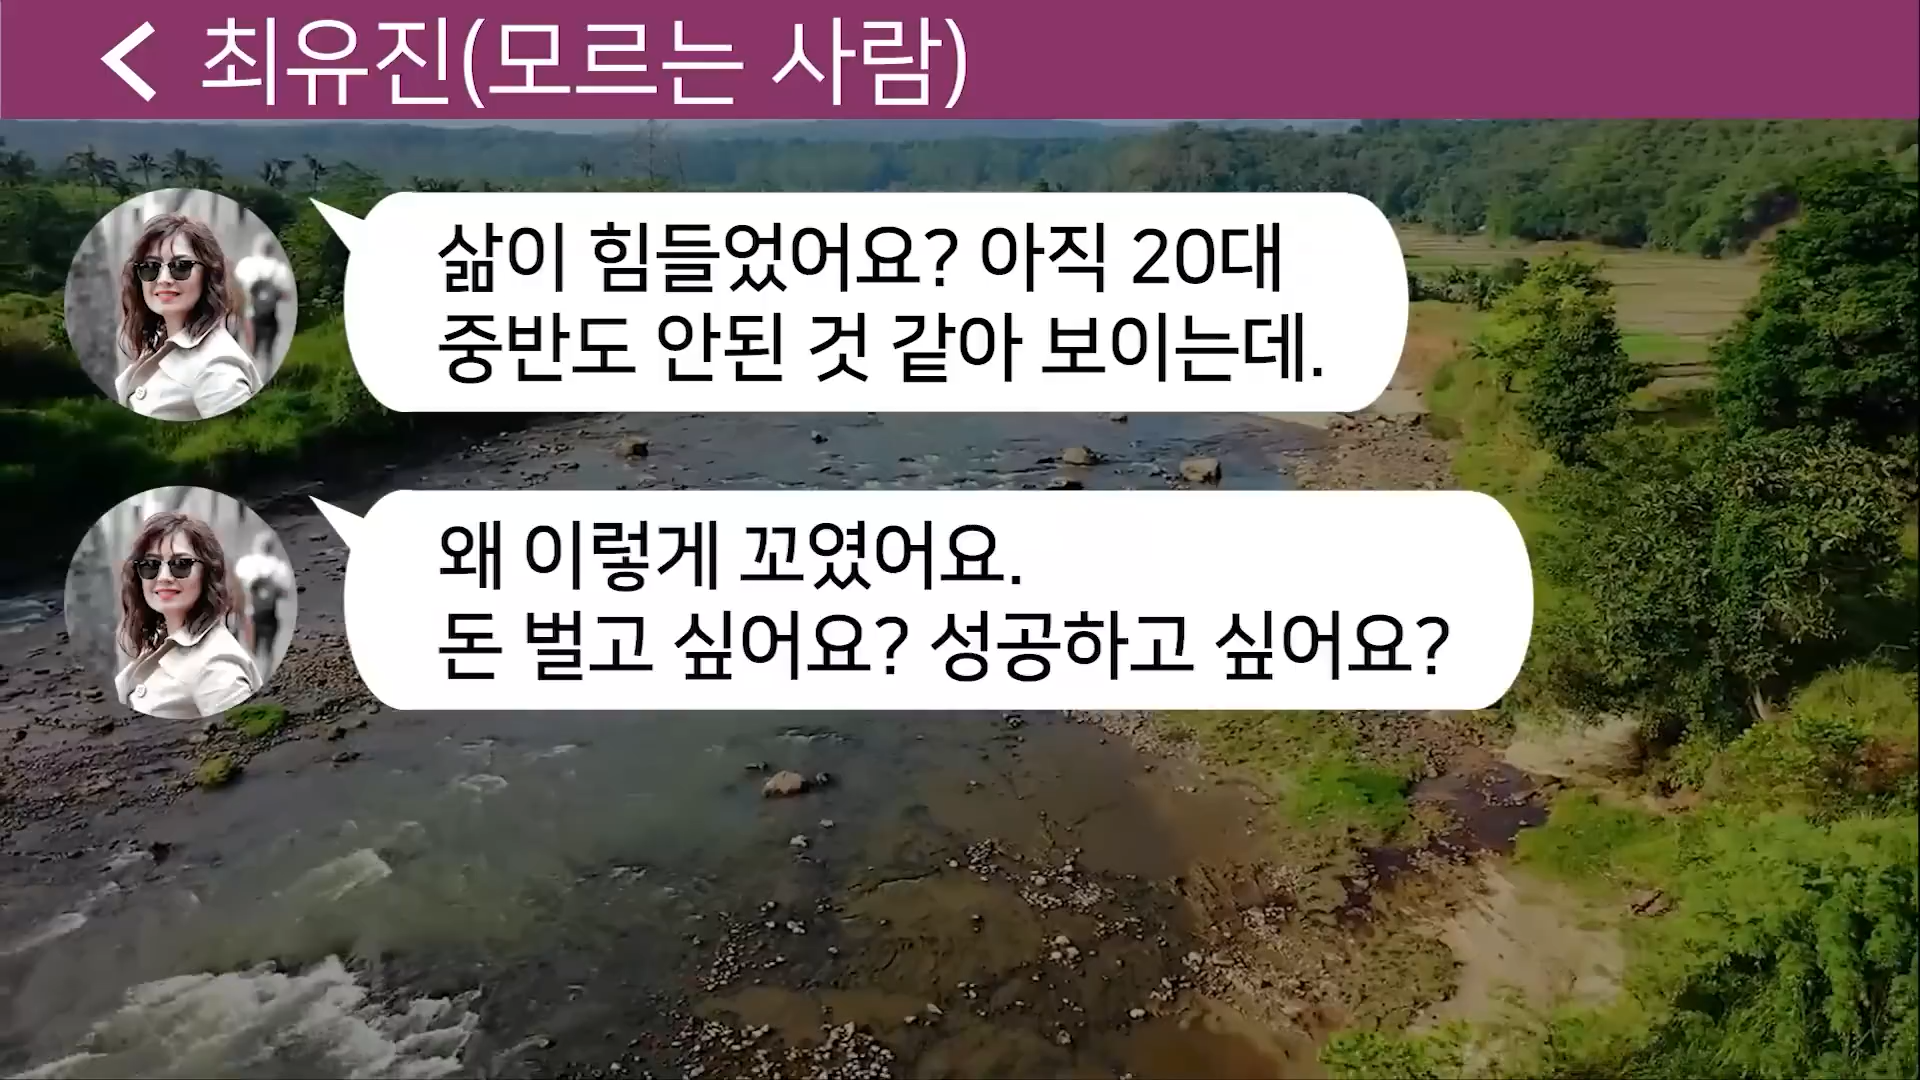 최유진(모르는 사람)
삶이 힘들었어요? 아직 20대
중반도 안된 것 같아 보이는데.
왜 이렇게 꼬였어요.
돈 벌고 싶어요? 성공하고 싶어요?